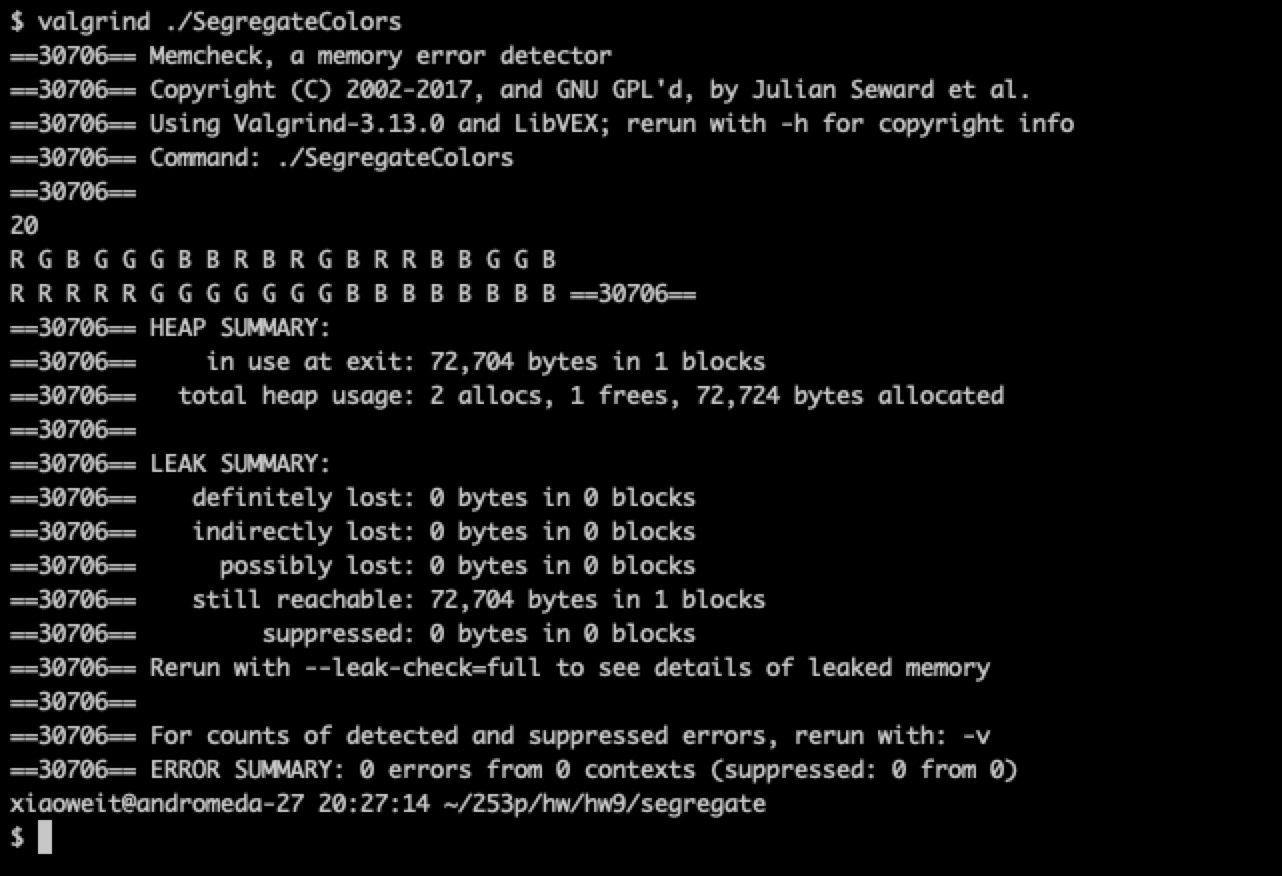 $ valgrind ./SegregateColors
==30706== Memcheck, a memory error detector
==30706== Copyright (C) 2002-2017, and GNU GPL'd, by Julian Seward et al.
==30706== Using Valgrind-3.13.0 and LibVEX; rerun with -h for copyright info
==30706== Command: ./SegregateColors
==30706==
20
R G B G G G B B R B R G B R R B B G G B
R R R R R G G G G G G G B B B B B B B B ==30706==
==30706== HEAP SUMMARY:
==30706==     in use at exit: 72,704 bytes in 1 blocks
==30706==   total heap usage: 2 allocs, 1 frees, 72,724 bytes allocated
==30706==
==30706== LEAK SUMMARY:
==30706==    definitely lost: 0 bytes in 0 blocks
==30706==    indirectly lost: 0 bytes in 0 blocks
==30706==      possibly lost: 0 bytes in 0 blocks
==30706==    still reachable: 72,704 bytes in 1 blocks
==30706==         suppressed: 0 bytes in 0 blocks
==30706== Rerun with --leak-check=full to see details of leaked memory
==30706==
==30706== For counts of detected and suppressed errors, rerun with: -v
==30706== ERROR SUMMARY: 0 errors from 0 contexts (suppressed: 0 from 0)
xiaoweit@andromeda-27 20:27:14 ~/253p/hw/hw9/segregate
$